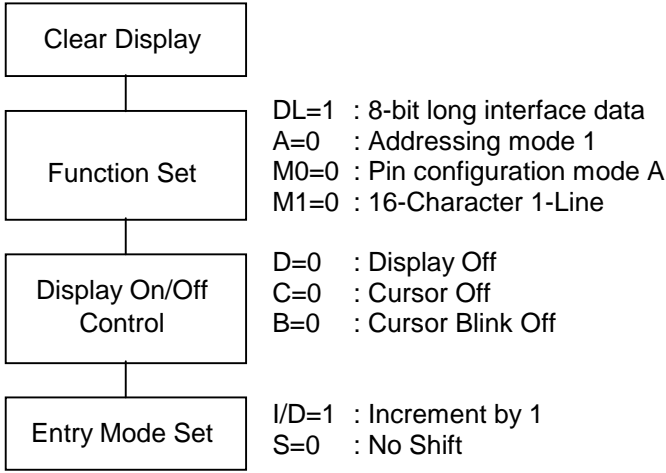 Clear Display
Function Set
DL=1 : 8-bit long interface data
A=0 : Addressing mode 1
M0=0 : Pin configuration mode A
M1=0 : 16-Character 1-Line
Display On/Off
Control
D=0 : Display Off
C=0 : Cursor Off
B=0 : Cursor Blink Off
Entry Mode Set
I/D=1 : Increment by 1
S=0 : No Shift